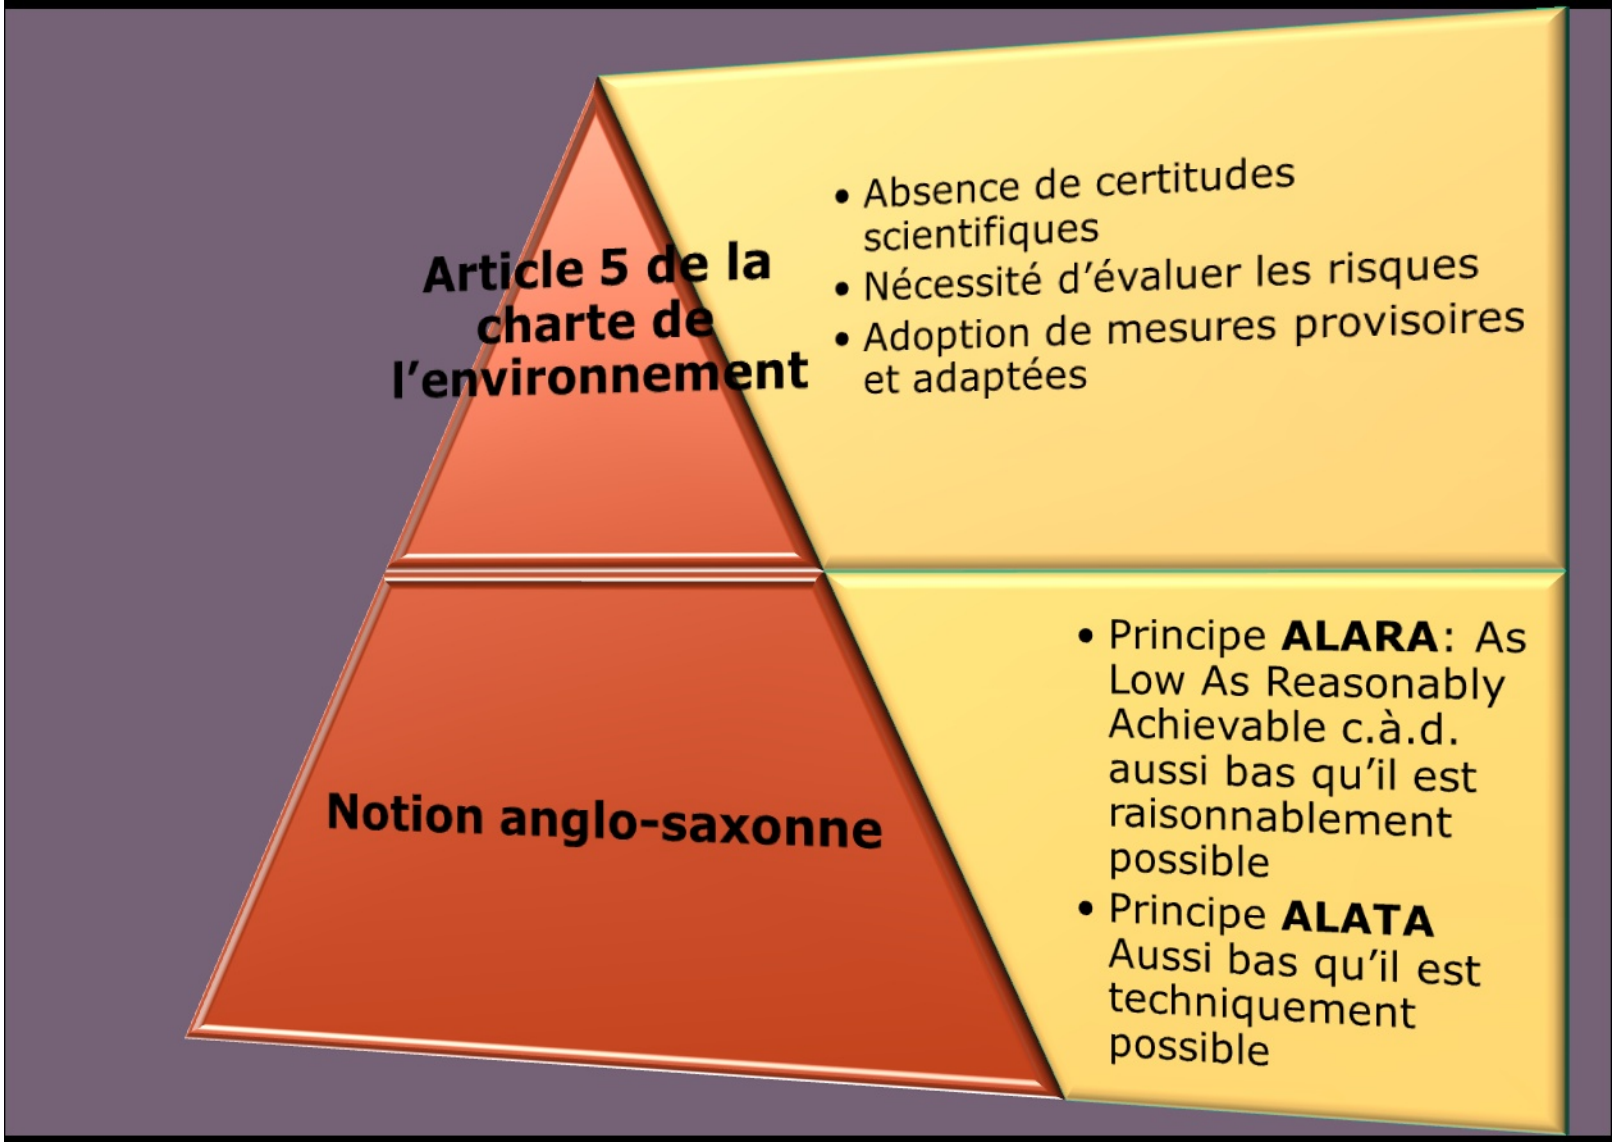 Article 5 de la
charte de
l’environnement
• Absence de certitudes
scientifiques
• Nécessité d’évaluer les risques
• Adoption de mesures provisoires
et adaptées
Notion anglo-saxonne
• Principe ALARA: As
Low As Reasonably
Achievable c.à.d.
aussi bas qu’il est
raisonnablement
possible
• Principe ALATA
Aussi bas qu’il est
techniquement
possible